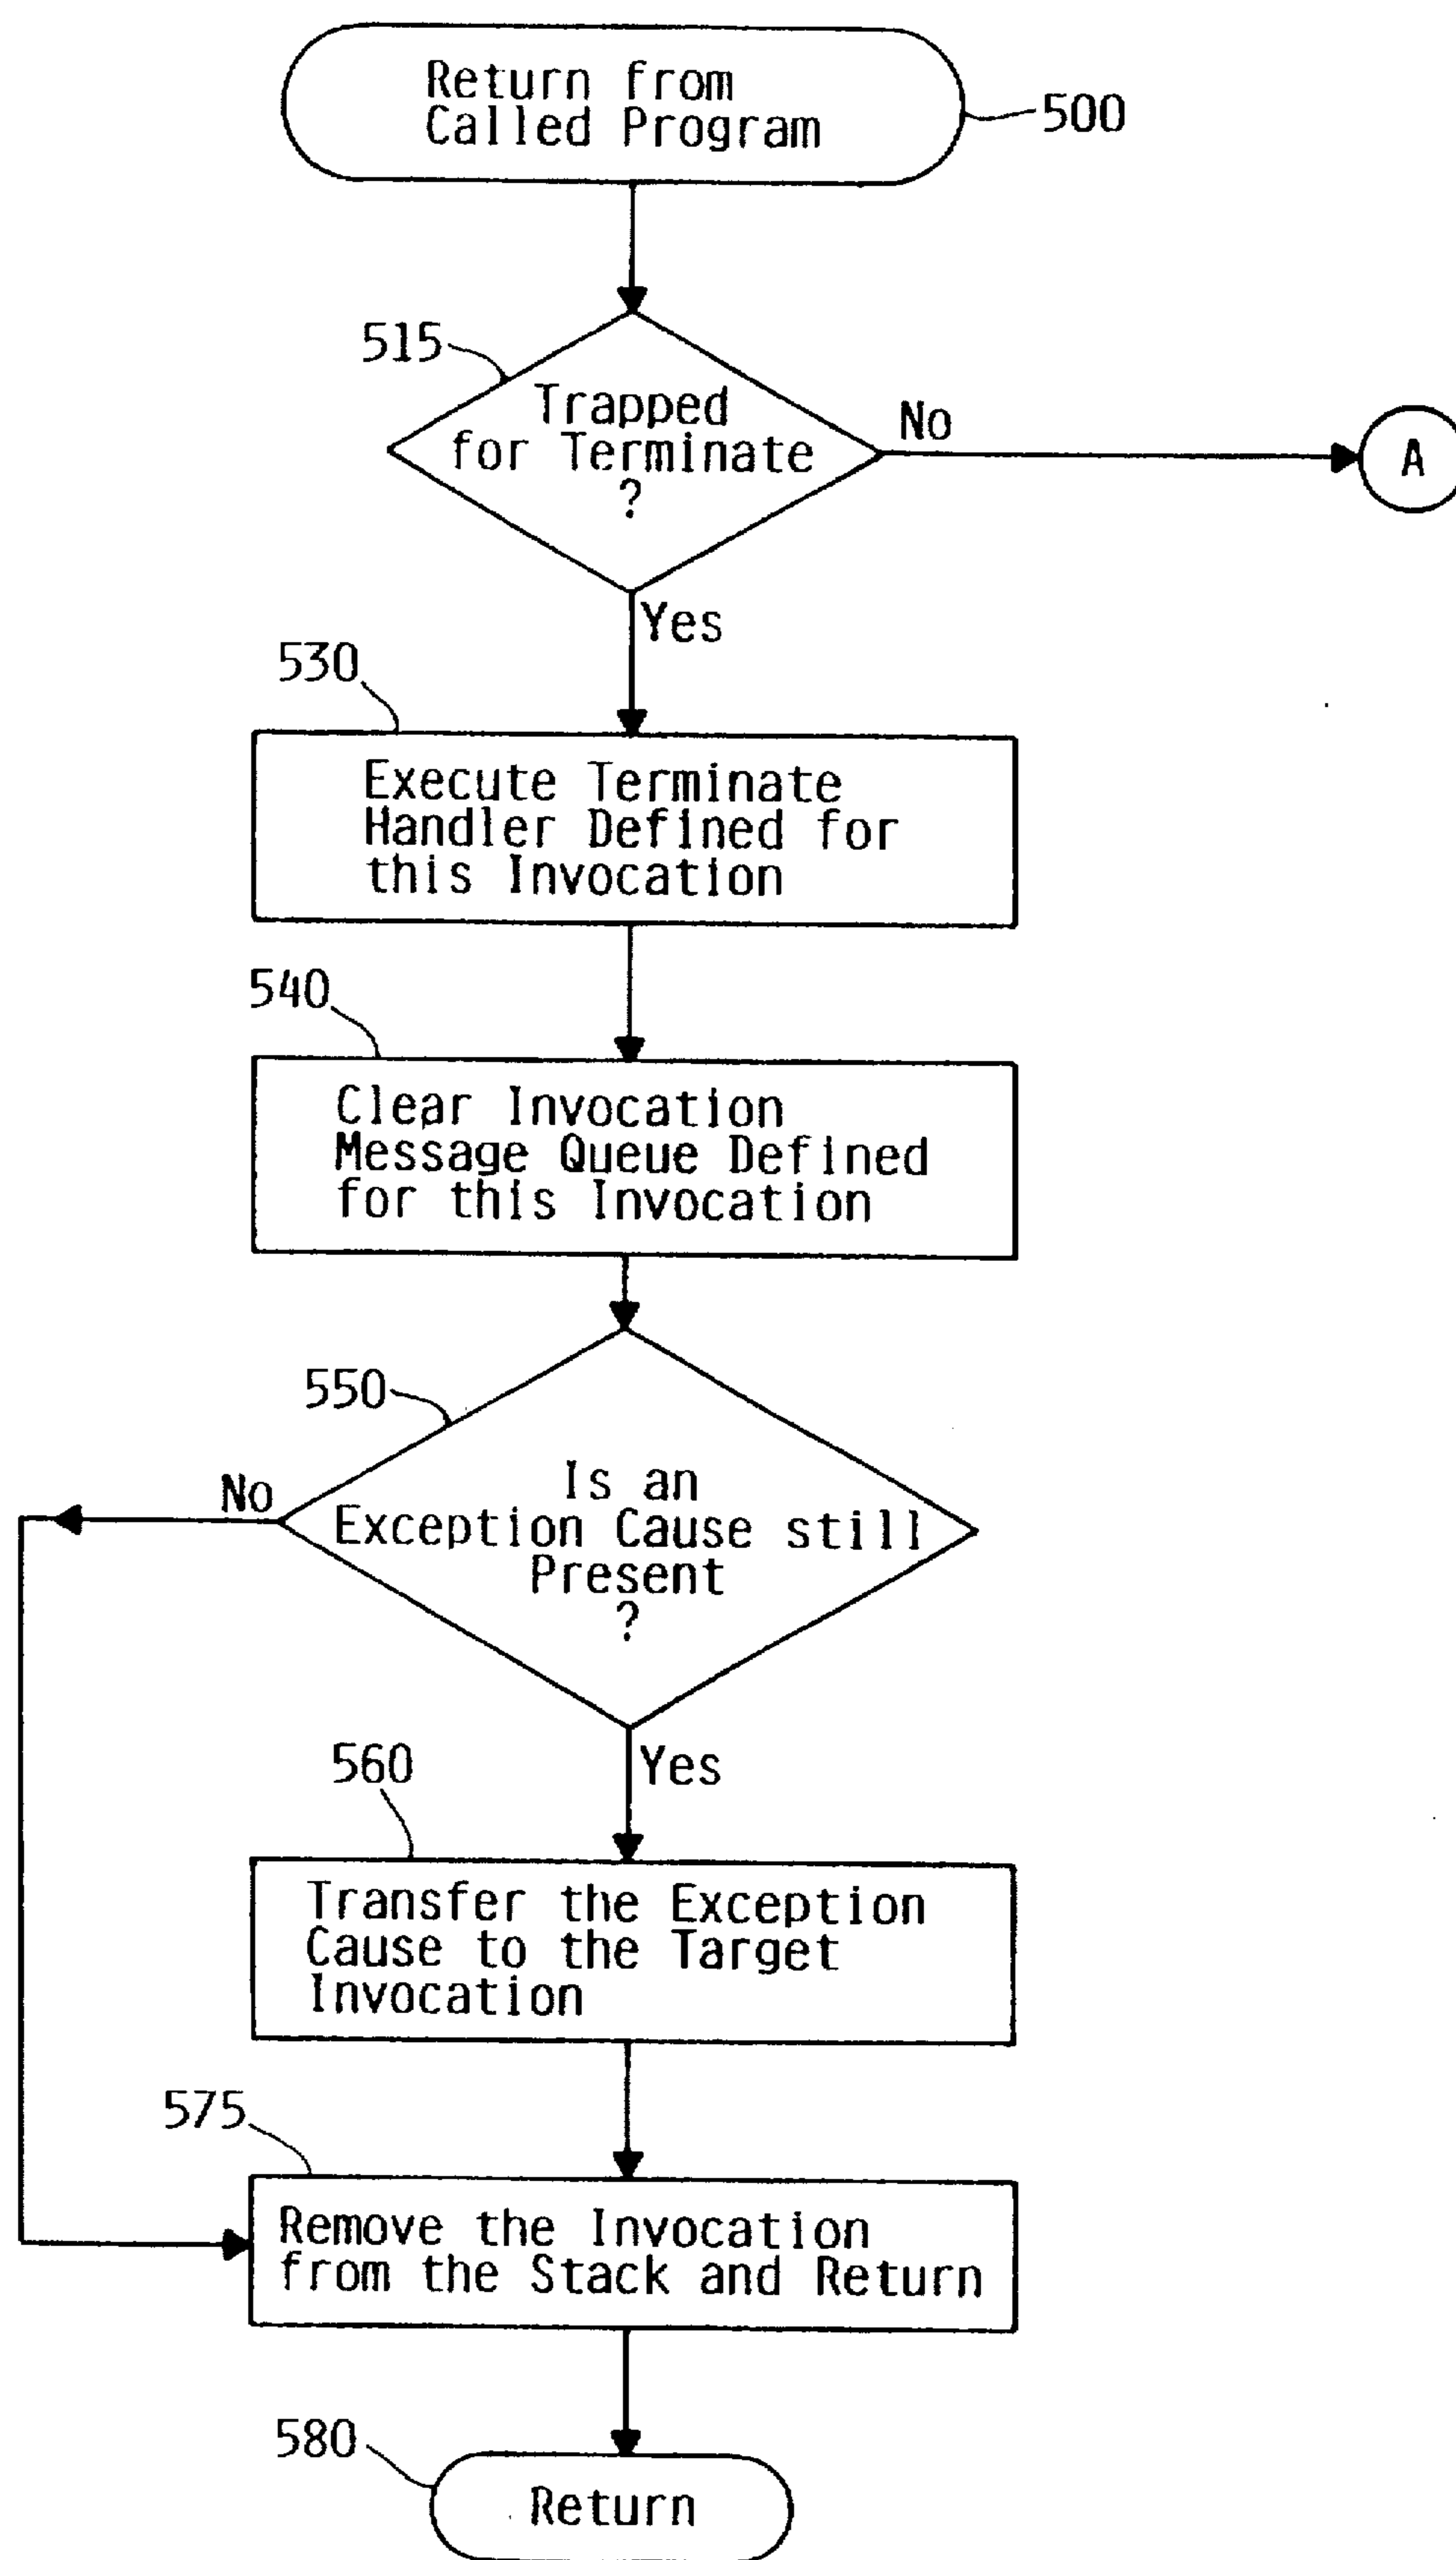 Return from
Called Program
500
515
Trapped
for Terminate
?
No
A
Yes
530
Execute Terminate
Handler Defined for
this Invocation
540
Clear Invocation
Message Queue Defined
for this Invocation
550
Is an
Exception Cause still
Present
?
No
Yes
560
Transfer the Exception
Cause to the Target
Invocation
575
Remove the Invocation
from the Stack and Return
580
Return